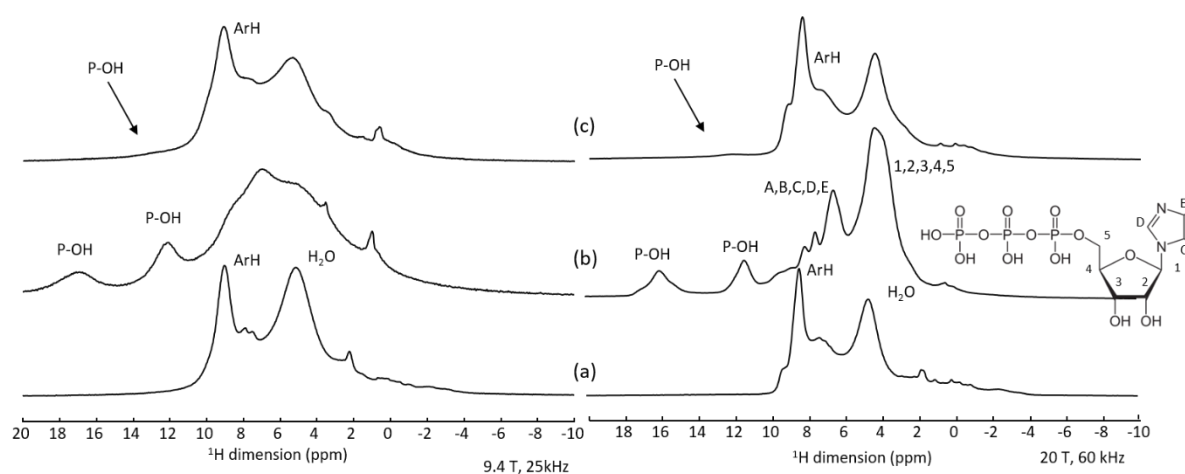 ArH
P-OH
P-OH
P-OH
ArH
H₂O
20 18 16 14 12 10 8 6 4 2 0 -2 -4 -6 -8 -10
¹H dimension (ppm)
9.4 T, 25kHz
(c)
(b)
(a)
P-OH
ArH
P-OH
P-OH
A,B,C,D,E
1,2,3,4,5
ArH
H₂O
18 16 14 12 10 8 6 4 2 0 -2 -4 -6 -8 -10
¹H dimension (ppm)
20 T, 60 kHz
O O O
HO P O P O P O
OH OH OH
5
4
O
3
2
1
OH OH
N
D
N